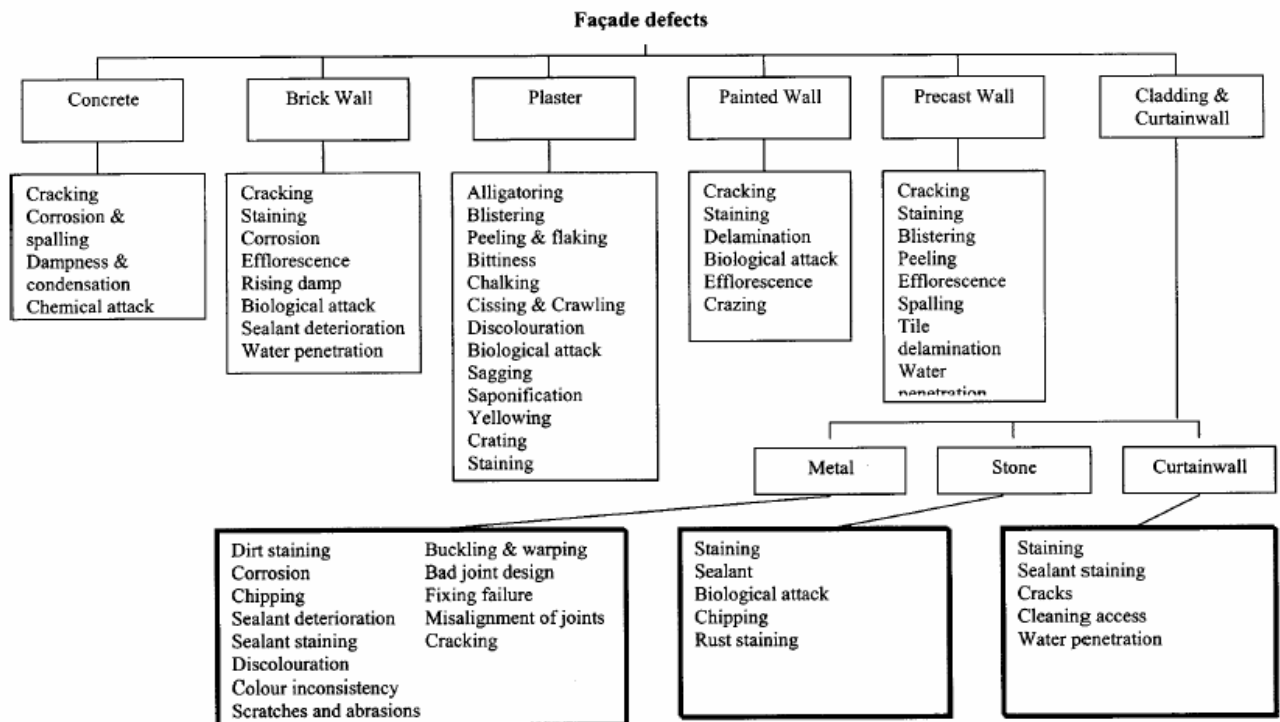 Façade defects
Concrete
Brick Wall
Plaster
Painted Wall
Precast Wall
Cladding &
Curtainwall
Cracking
Corrosion &
spalling
Dampness &
condensation
Chemical attack
Cracking
Staining
Corrosion
Efflorescence
Rising damp
Biological attack
Sealant deterioration
Water penetration
Alligatoring
Blistering
Peeling & flaking
Bittiness
Chalking
Cissing & Crawling
Discolouration
Biological attack
Sagging
Saponification
Yellowing
Crating
Staining
Cracking
Staining
Delamination
Biological attack
Efflorescence
Crazing
Cracking
Staining
Blistering
Peeling
Efflorescence
Spalling
Tile
delamination
Water
penetration
Metal
Stone
Curtainwall
Dirt staining
Corrosion
Chipping
Sealant deterioration
Sealant staining
Discolouration
Colour inconsistency
Scratches and abrasions
Buckling & warping
Bad joint design
Fixing failure
Misalignment of joints
Cracking
Staining
Sealant
Biological attack
Chipping
Rust staining
Staining
Sealant staining
Cracks
Cleaning access
Water penetration